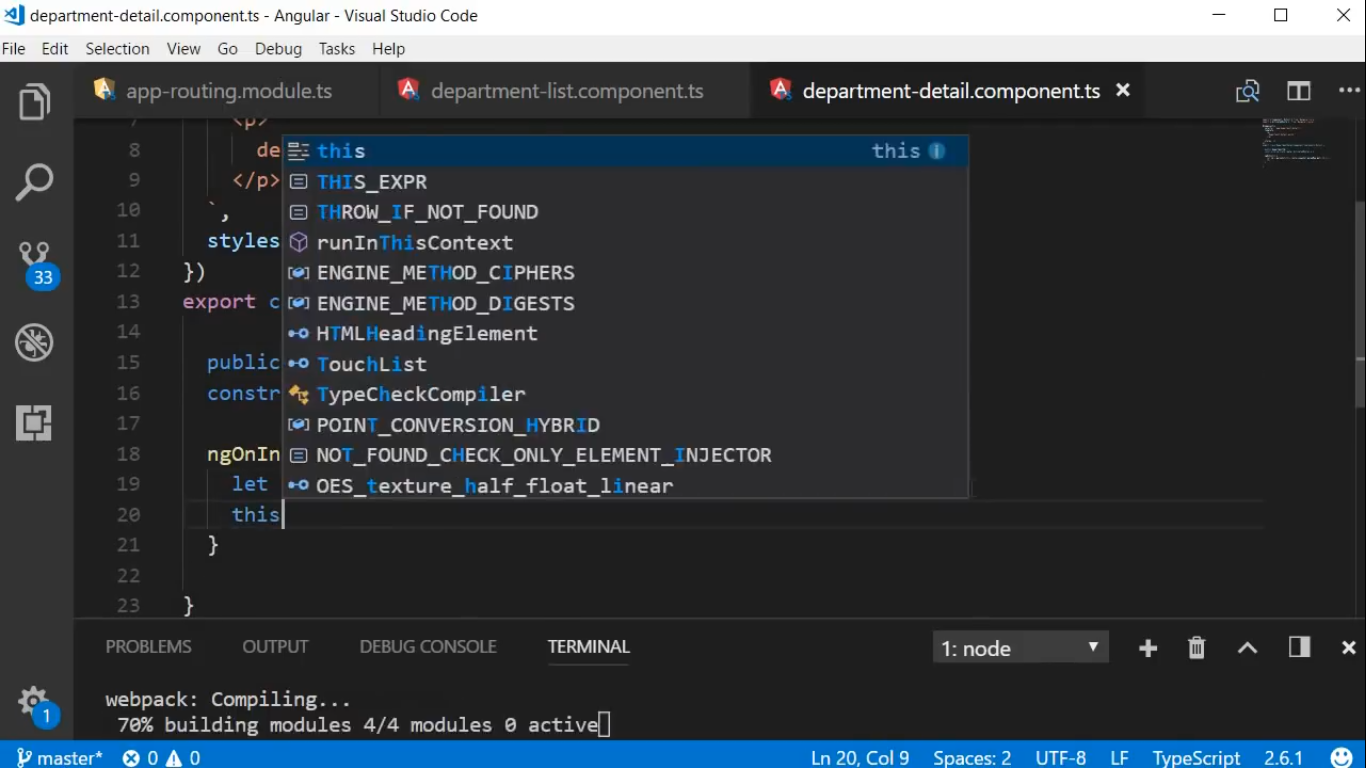 department-detail.component.ts - Angular - Visual Studio Code
File Edit Selection View Go Debug Tasks Help
app-routing.module.ts department-list.component.ts department-detail.component.ts
7 <p>
8 de
9 </p>
10 `,
11 styles
12 })
13 export c
14
15 public
16 constr
17
18 ngOnIn
19 let
20 this
21 }
22
23 }
this this
THIS_EXPR
THROW_IF_NOT_FOUND
runInThisContext
ENGINE_METHOD_CIPHERS
ENGINE_METHOD_DIGESTS
HTMLHeadingElement
TouchList
TypeCheckCompiler
POINT_CONVERSION_HYBRID
NOT_FOUND_CHECK_ONLY_ELEMENT_INJECTOR
OES_texture_half_float_linear
33
1
PROBLEMS OUTPUT DEBUG CONSOLE TERMINAL 1: node
webpack: Compiling...
70% building modules 4/4 modules 0 active
master* 0 0 Ln 20, Col 9 Spaces: 2 UTF-8 LF TypeScript 2.6.1